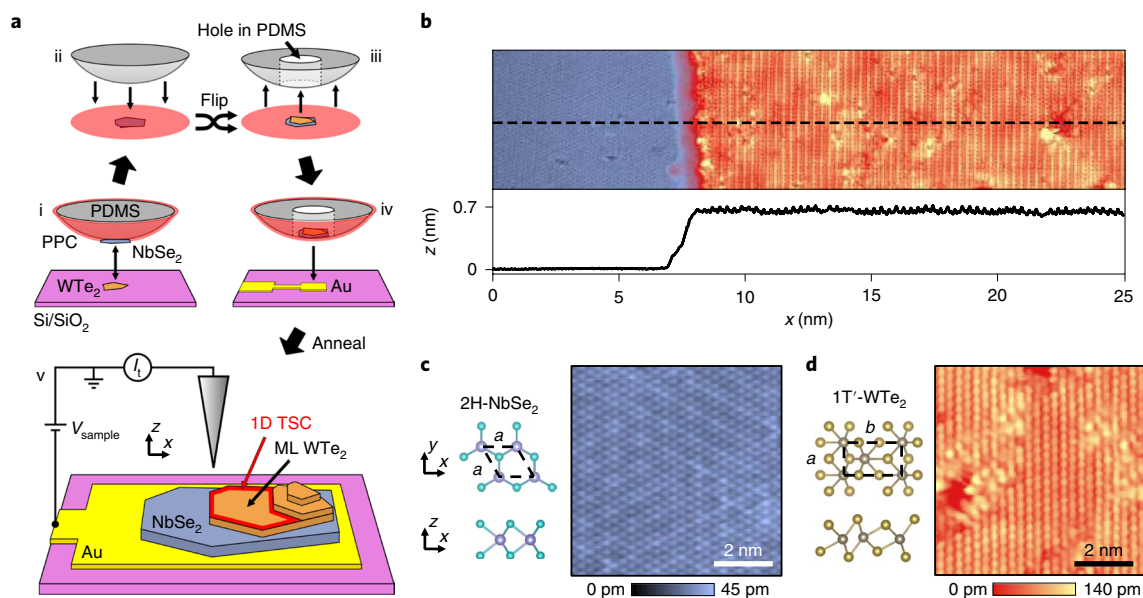 a
ii
Hole in PDMS
iii
Flip
i
PDMS
PPC
NbSe₂
WTe₂
Si/SiO₂
iv
Au
Anneal
v
Iₜ
V_sample
z
x
1D TSC
ML WTe₂
NbSe₂
Au
b
z (nm)
0.7
0
0
5
10
15
20
25
x (nm)
c
2H-NbSe₂
y
x
a
a
z
x
2 nm
0 pm
45 pm
d
1T′-WTe₂
b
a
2 nm
0 pm
140 pm